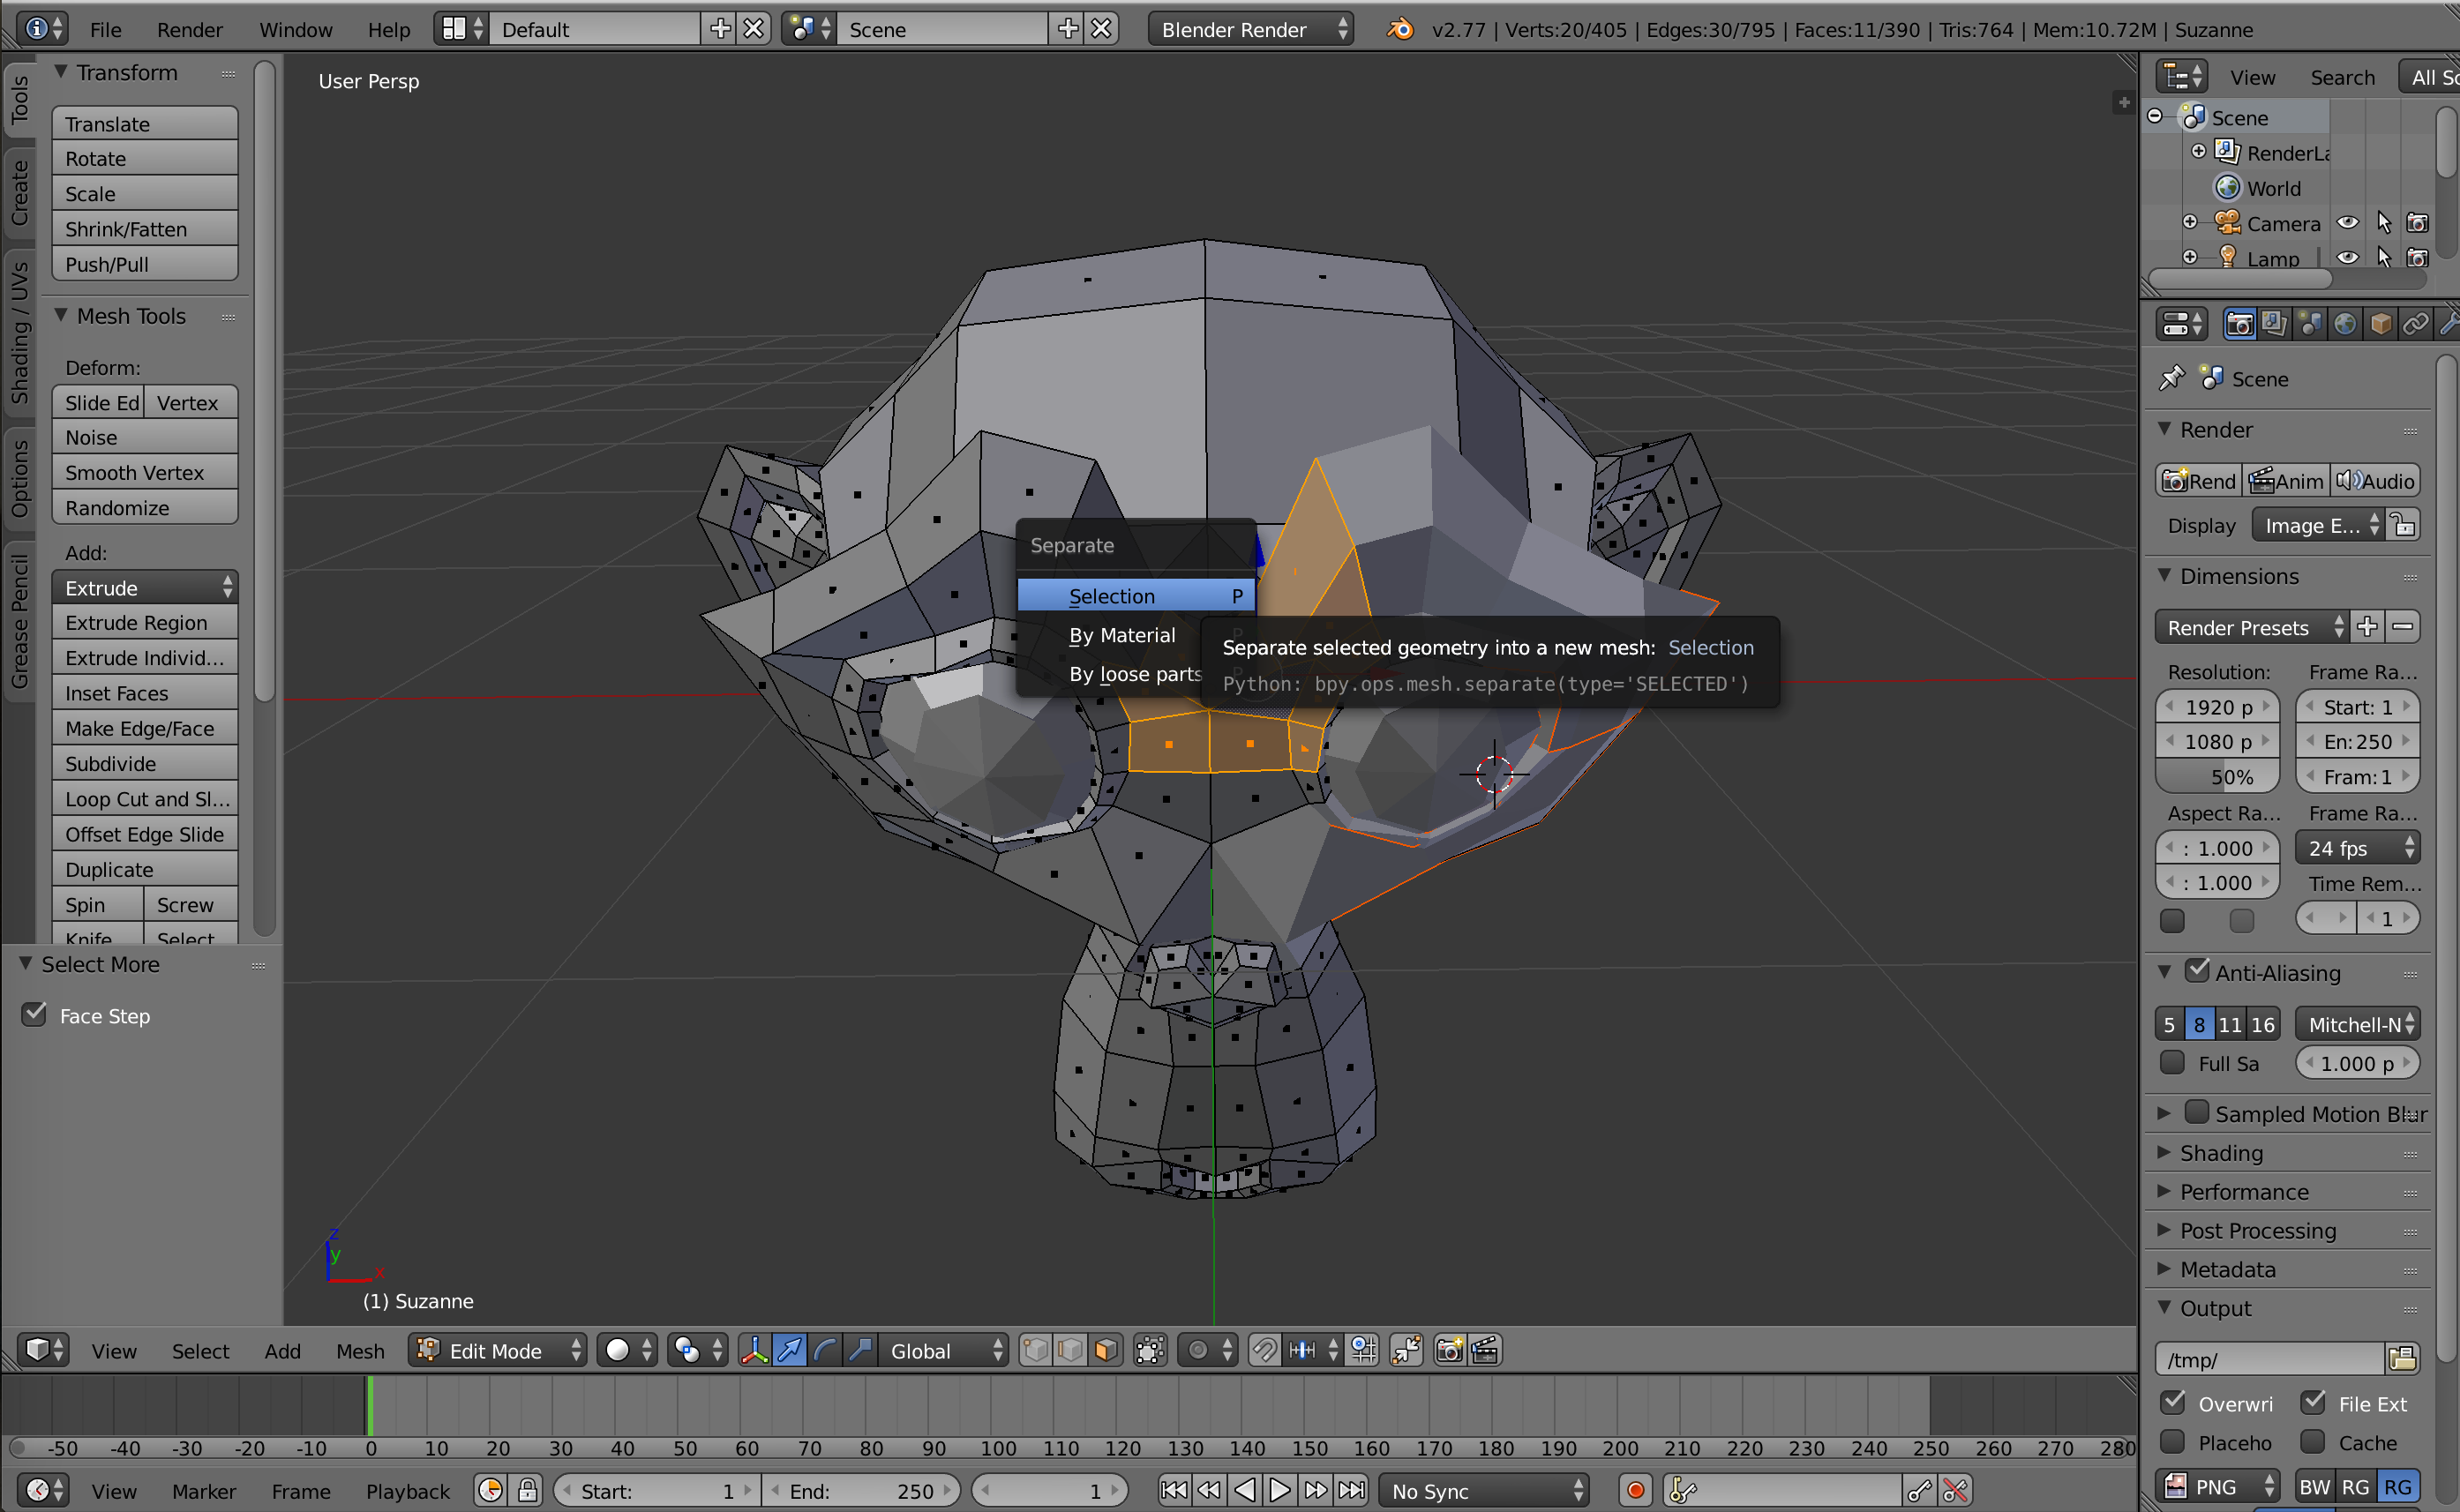 File Render Window Help Default Scene Blender Render v2.77 | Verts:20/405 | Edges:30/795 | Faces:11/390 | Tris:764 | Mem:10.72M | Suzanne
Tools
Create
Shading / UVs
Options
Grease Pencil
Transform
Translate
Rotate
Scale
Shrink/Fatten
Push/Pull
Mesh Tools
Deform:
Slide Ed Vertex
Noise
Smooth Vertex
Randomize
Add:
Extrude
Extrude Region
Extrude Individ...
Inset Faces
Make Edge/Face
Subdivide
Loop Cut and Sl...
Offset Edge Slide
Duplicate
Spin Screw
Knife Select
Select More
Face Step
User Persp
Separate
Selection P
By Material
By loose parts
Separate selected geometry into a new mesh: Selection
Python: bpy.ops.mesh.separate(type='SELECTED')
z
y
x
(1) Suzanne
View Search All Sc
Scene
RenderLa
World
Camera
Lamp
Scene
Render
Rend Anim Audio
Display Image E...
Dimensions
Render Presets
Resolution: Frame Ra...
1920 p Start: 1
1080 p En: 250
50% Fram: 1
Aspect Ra... Frame Ra...
: 1.000 24 fps
: 1.000 Time Rem...
1
Anti-Aliasing
5 8 11 16 Mitchell-N
Full Sa 1.000 p
Sampled Motion Blur
Shading
Performance
Post Processing
Metadata
Output
/tmp/
Overwri File Ext
Placeho Cache
PNG BW RG RG
View Select Add Mesh Edit Mode Global
-50 -40 -30 -20 -10 0 10 20 30 40 50 60 70 80 90 100 110 120 130 140 150 160 170 180 190 200 210 220 230 240 250 260 270 280
View Marker Frame Playback Start: 1 End: 250 1 No Sync